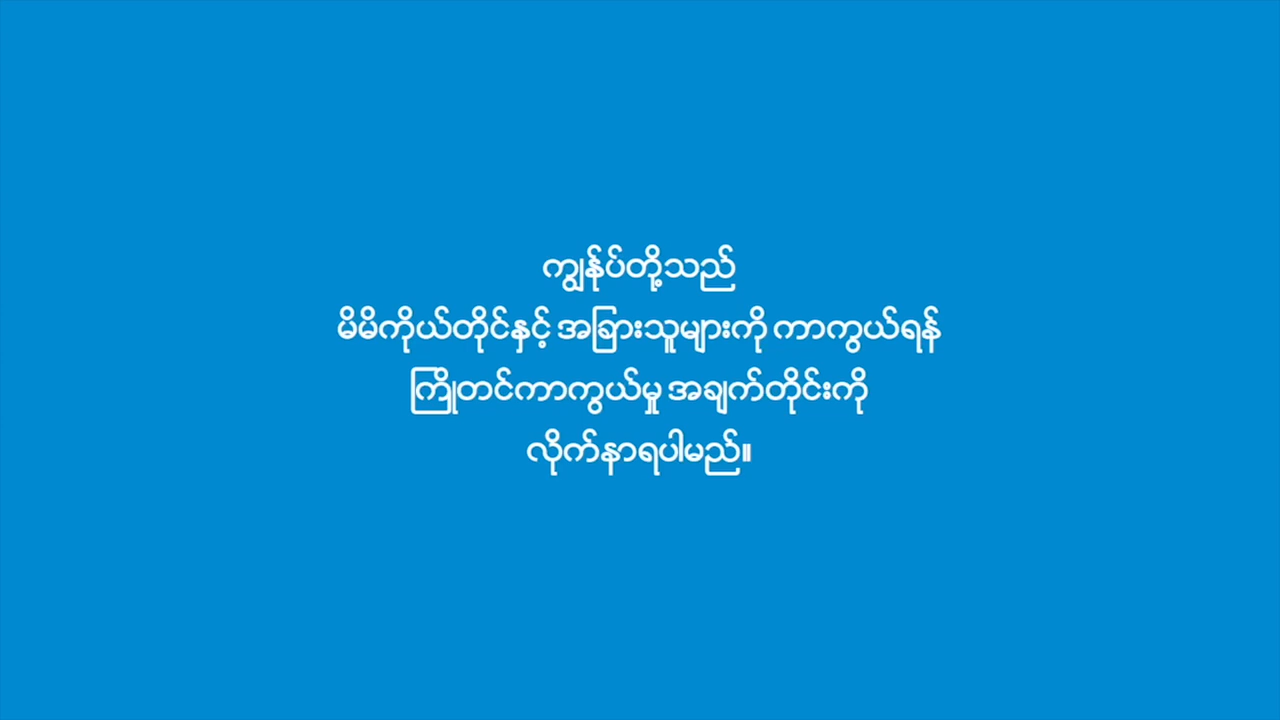 ကျွန်ုပ်တို့သည်
မိမိကိုယ်တိုင်နှင့် အခြားသူများကို ကာကွယ်ရန်
ကြိုတင်ကာကွယ်မှု အချက်တိုင်းကို
လိုက်နာရပါမည်။